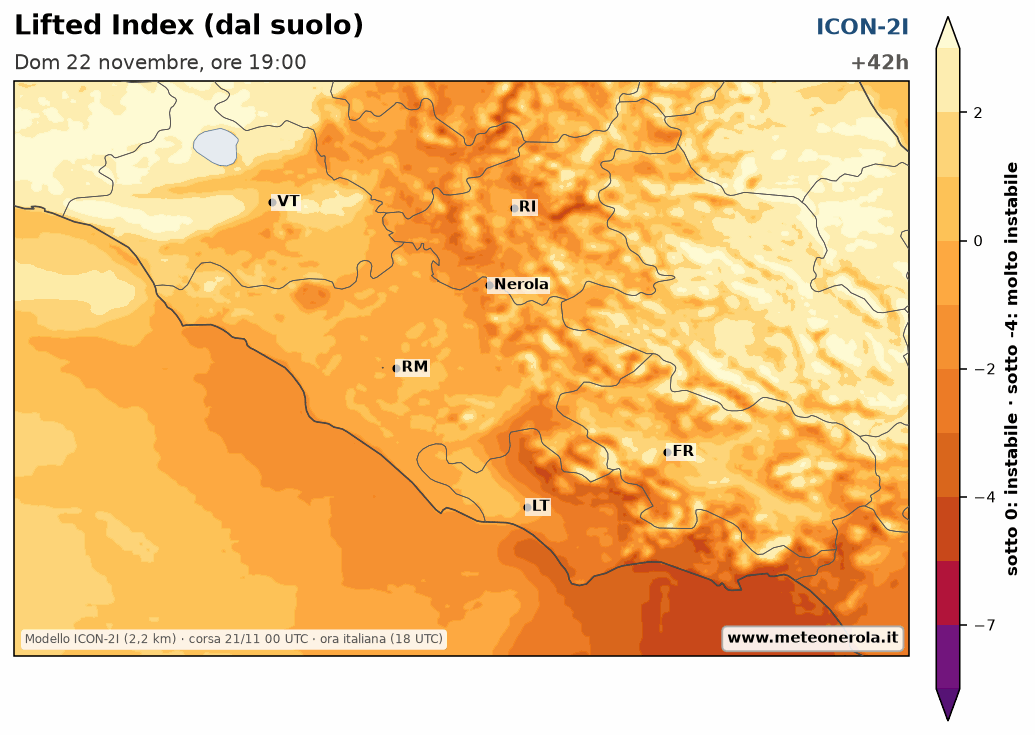 Lifted Index (dal suolo)
ICON-2I
Dom 22 novembre, ore 19:00
+42h
VT
RI
Nerola
RM
FR
LT
2
0
−2
−4
−7
sotto 0: instabile · sotto -4: molto instabile
Modello ICON-2I (2,2 km) · corsa 21/11 00 UTC · ora italiana (18 UTC)
www.meteonerola.it